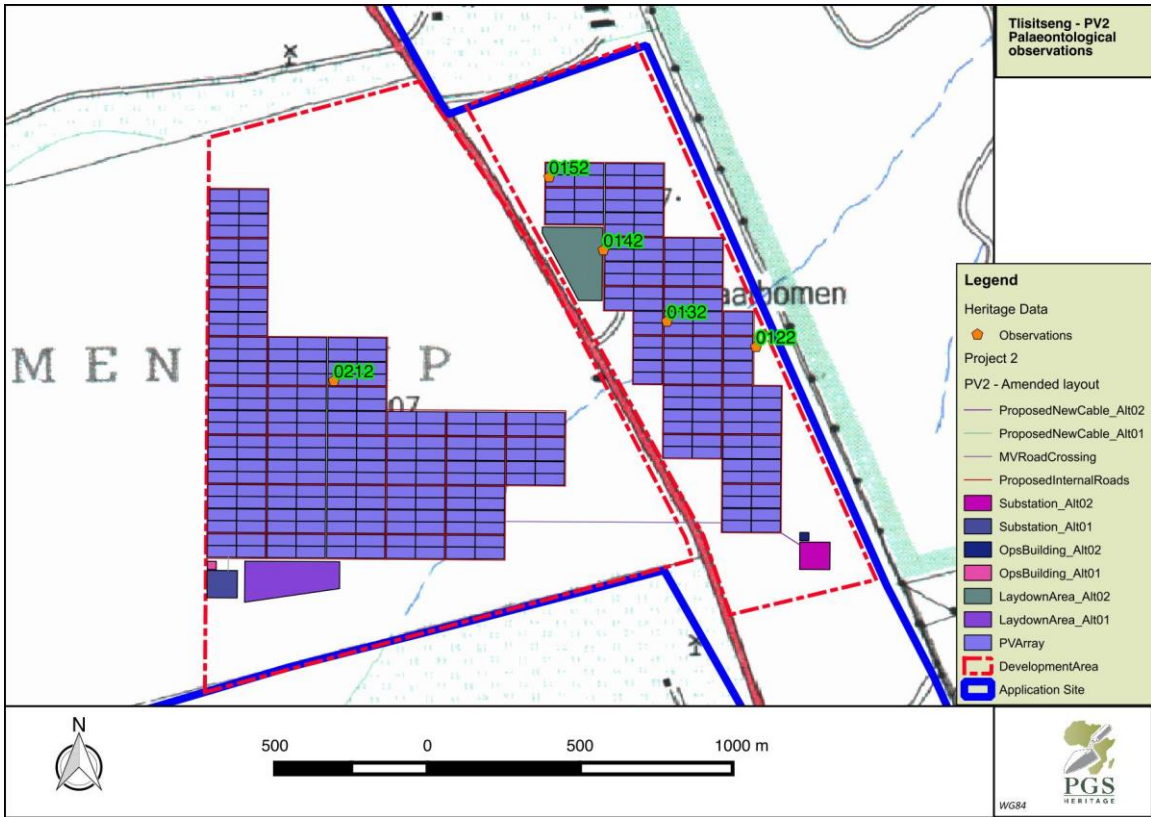 Tlisitseng - PV2
Palaeontological
observations
0152
7.
0142
aalbomen
0132
0122
MEN P
0212
07
Legend
Heritage Data
Observations
Project 2
PV2 - Amended layout
ProposedNewCable_Alt02
ProposedNewCable_Alt01
MVRoadCrossing
ProposedInternalRoads
Substation_Alt02
Substation_Alt01
OpsBuilding_Alt02
OpsBuilding_Alt01
LaydownArea_Alt02
LaydownArea_Alt01
PVArray
DevelopmentArea
Application Site
N
500 0 500 1000 m
PGS
HERITAGE
WG84